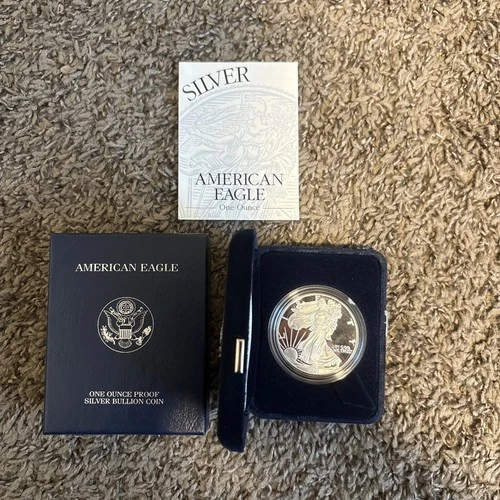 SILVER
AMERICAN
EAGLE
One Ounce
AMERICAN EAGLE
ONE OUNCE PROOF
SILVER BULLION COIN